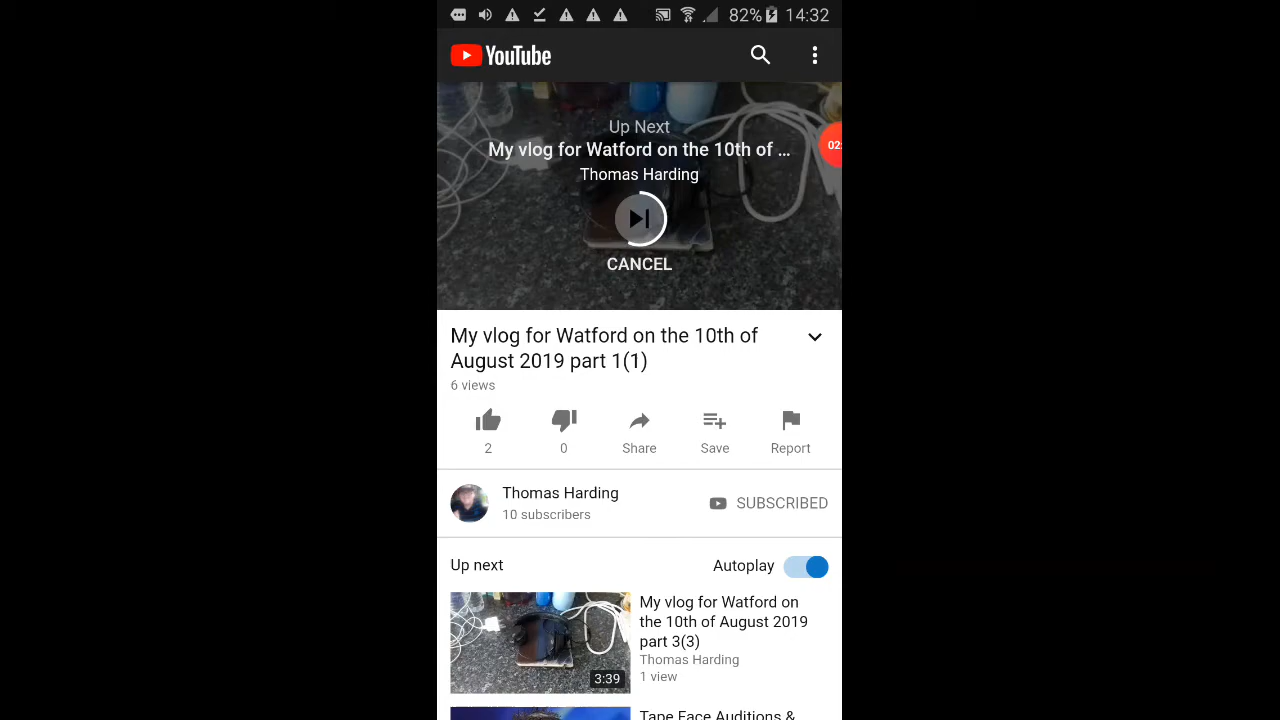 82% 14:32
YouTube
Up Next
My vlog for Watford on the 10th of ...
Thomas Harding
02:
CANCEL
My vlog for Watford on the 10th of
August 2019 part 1(1)
6 views
2 0 Share Save Report
Thomas Harding
10 subscribers
SUBSCRIBED
Up next Autoplay
My vlog for Watford on
the 10th of August 2019
part 3(3)
Thomas Harding
1 view
3:39
Tape Face Auditions &